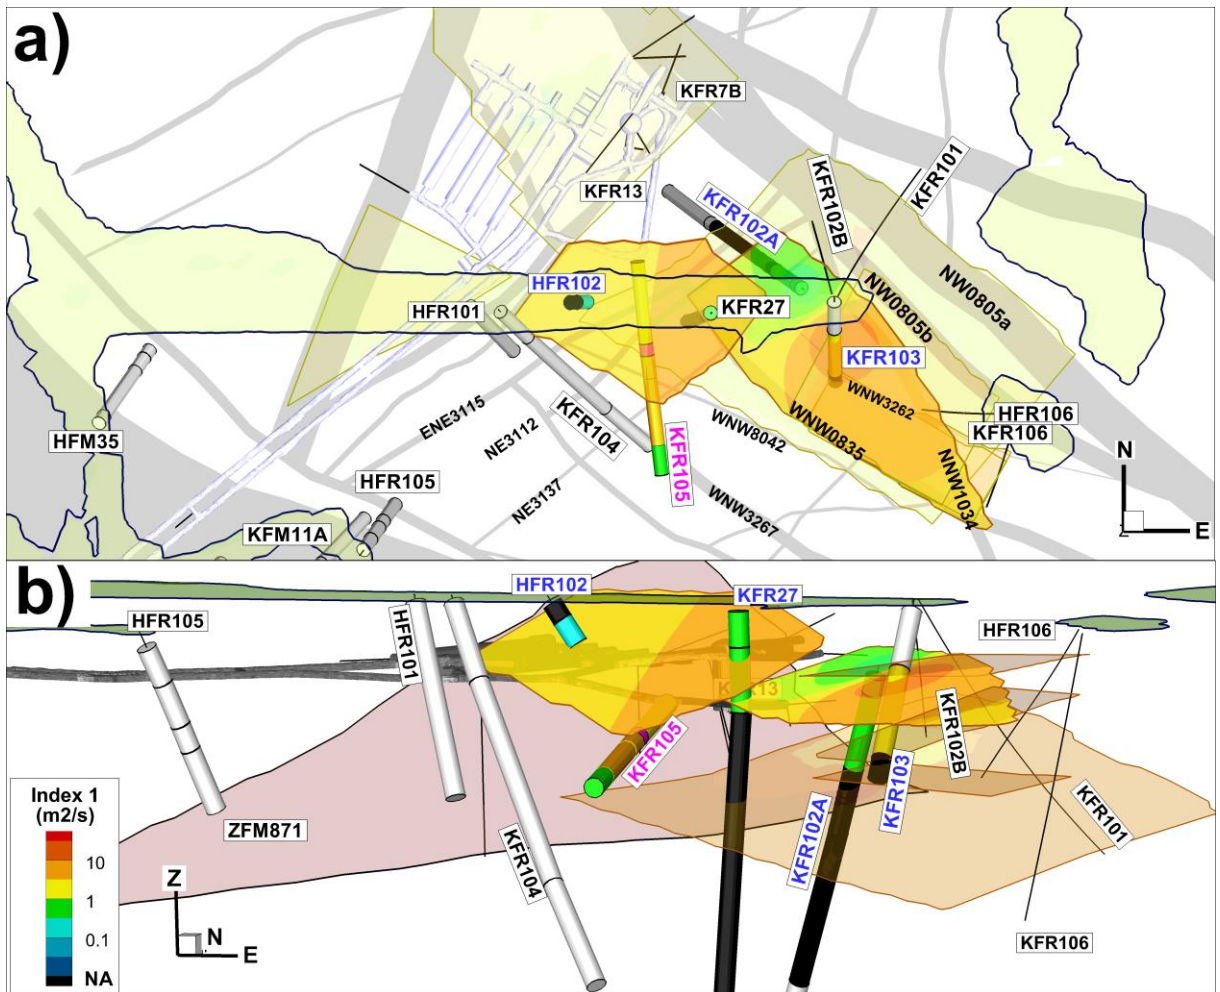 a)
KFR7B
KFR13
KFR102A
KFR102B
KFR101
HFR102
HFR101
KFR27
NW0805a
NW0805b
KFR103
WNW3262
HFR106
KFR106
HFM35
ENE3115
NE3112
KFR104
KFR105
WNW8042
WNW0835
NNW1034
HFR105
NE3137
WNW3267
KFM11A
N
Z
E
b)
HFR102
KFR27
HFR105
HFR101
HFR106
KFR13
KFR105
KFR102B
KFR103
KFR101
KFR102A
ZFM871
KFR104
KFR106
Index 1
(m2/s)
10
1
0.1
NA
Z
N
E